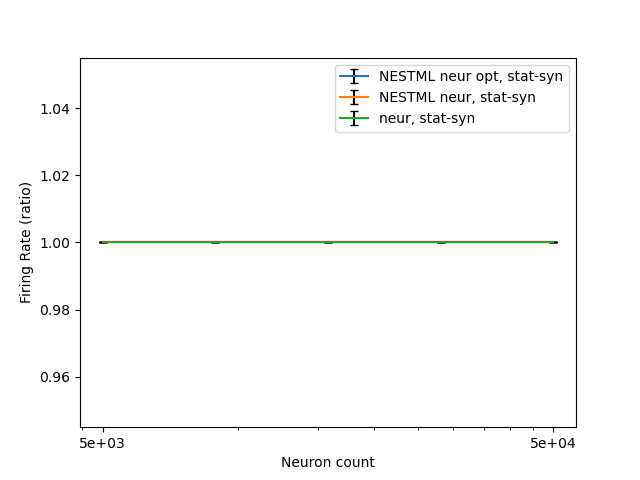 NESTML neur opt, stat-syn
NESTML neur, stat-syn
neur, stat-syn
1.04
1.02
1.00
0.98
0.96
Firing Rate (ratio)
5e+03
5e+04
Neuron count